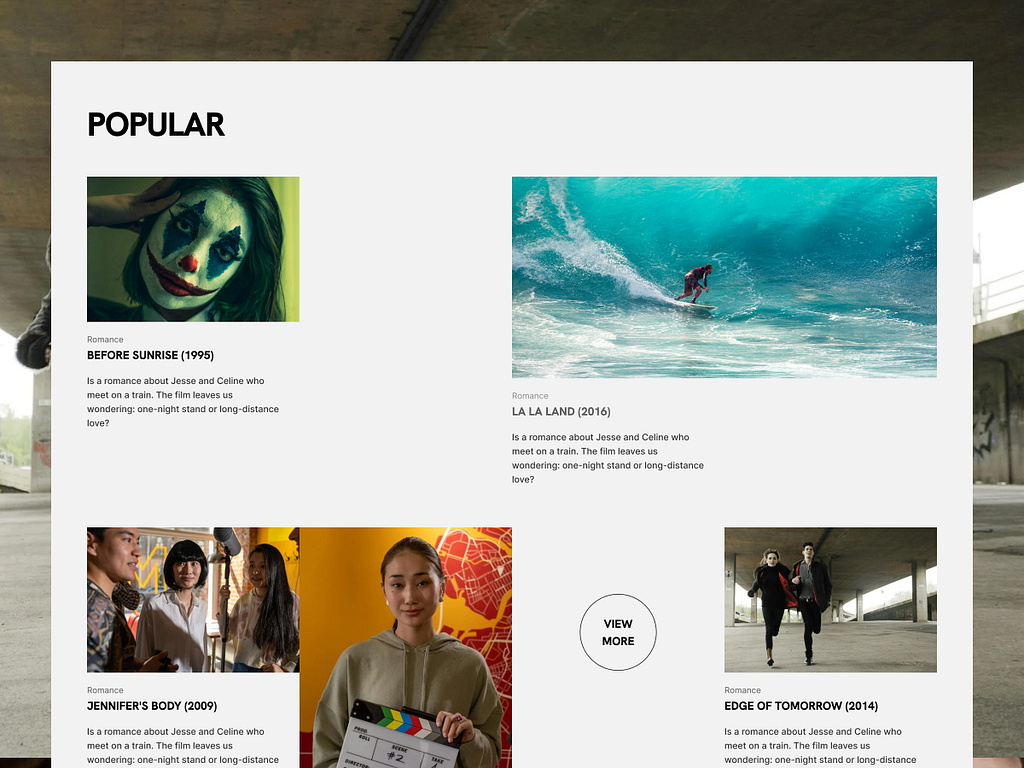 POPULAR
Romance
BEFORE SUNRISE (1995)
Is a romance about Jesse and Celine who
meet on a train. The film leaves us
wondering: one-night stand or long-distance
love?
Romance
LA LA LAND (2016)
Is a romance about Jesse and Celine who
meet on a train. The film leaves us
wondering: one-night stand or long-distance
love?
Romance
JENNIFER'S BODY (2009)
Is a romance about Jesse and Celine who
meet on a train. The film leaves us
wondering: one-night stand or long-distance
PROD.
ROLL
SCENE
#2
TAKE
DIRECTOR:
VIEW
MORE
Romance
EDGE OF TOMORROW (2014)
Is a romance about Jesse and Celine who
meet on a train. The film leaves us
wondering: one-night stand or long-distance